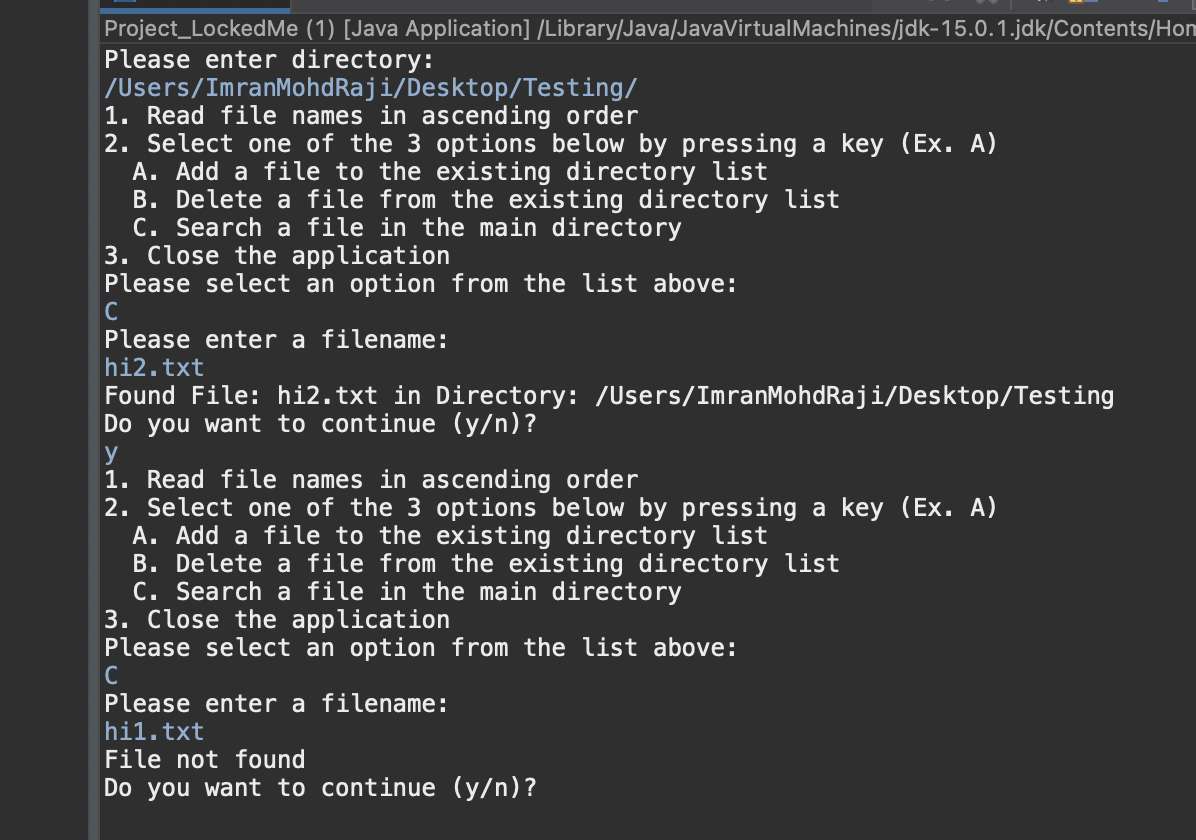 Project_LockedMe (1) [Java Application] /Library/Java/JavaVirtualMachines/jdk-15.0.1.jdk/Contents/
Please enter directory:
/Users/ImranMohdRaji/Desktop/Testing/
1. Read file names in ascending order
2. Select one of the 3 options below by pressing a key (Ex. A)
  A. Add a file to the existing directory list
  B. Delete a file from the existing directory list
  C. Search a file in the main directory
3. Close the application
Please select an option from the list above:
C
Please enter a filename:
hi2.txt
Found File: hi2.txt in Directory: /Users/ImranMohdRaji/Desktop/Testing
Do you want to continue (y/n)?
y
1. Read file names in ascending order
2. Select one of the 3 options below by pressing a key (Ex. A)
  A. Add a file to the existing directory list
  B. Delete a file from the existing directory list
  C. Search a file in the main directory
3. Close the application
Please select an option from the list above:
C
Please enter a filename:
hi1.txt
File not found
Do you want to continue (y/n)?